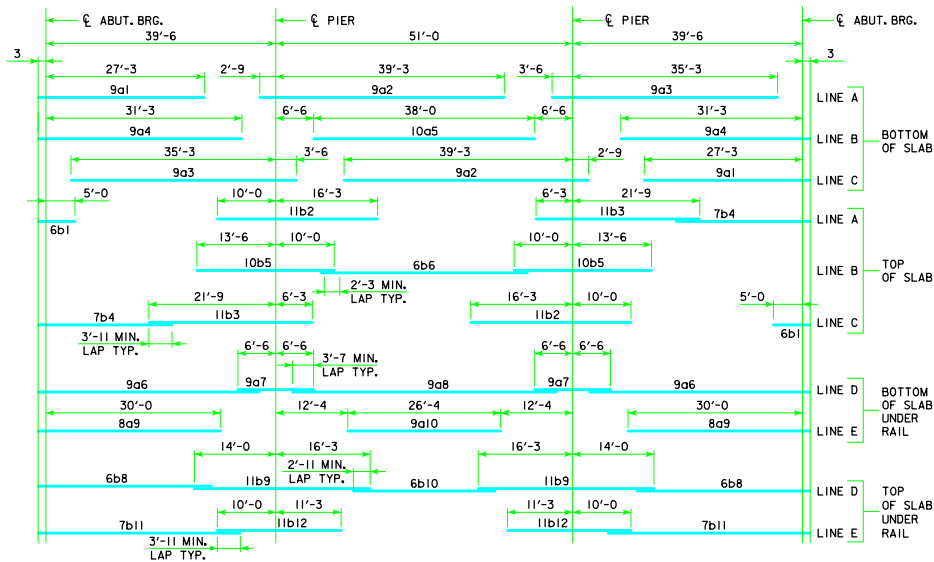 ℄ ABUT. BRG. ℄ PIER ℄ PIER ℄ ABUT. BRG.
39'-6 51'-0 39'-6
3 3
27'-3 2'-9 39'-3 3'-6 35'-3
9a1 9a2 9a3 LINE A
31'-3 6'-6 38'-0 6'-6 31'-3
9a4 10a5 9a4 LINE B
BOTTOM
OF SLAB
35'-3 3'-6 39'-3 2'-9 27'-3
9a3 9a2 9a1 LINE C
5'-0 10'-0 16'-3 6'-3 21'-9
6b1 11b2 11b3 7b4 LINE A
13'-6 10'-0 10'-0 13'-6
10b5 6b6 10b5 LINE B
TOP
OF SLAB
2'-3 MIN.
LAP TYP.
21'-9 6'-3 16'-3 10'-0 5'-0
7b4 11b3 11b2 6b1 LINE C
3'-11 MIN.
LAP TYP.
6'-6 6'-6 3'-7 MIN.
LAP TYP.
6'-6 6'-6
9a6 9a7 9a8 9a7 9a6 LINE D
30'-0 12'-4 26'-4 12'-4 30'-0
8a9 9a10 8a9 LINE E
BOTTOM
OF SLAB
UNDER
RAIL
14'-0 16'-3 16'-3 14'-0
2'-11 MIN.
LAP TYP.
6b8 11b9 6b10 11b9 6b8 LINE D
10'-0 11'-3 11'-3 10'-0
7b11 11b12 11b12 7b11 LINE E
TOP
OF SLAB
UNDER
RAIL
3'-11 MIN.
LAP TYP.